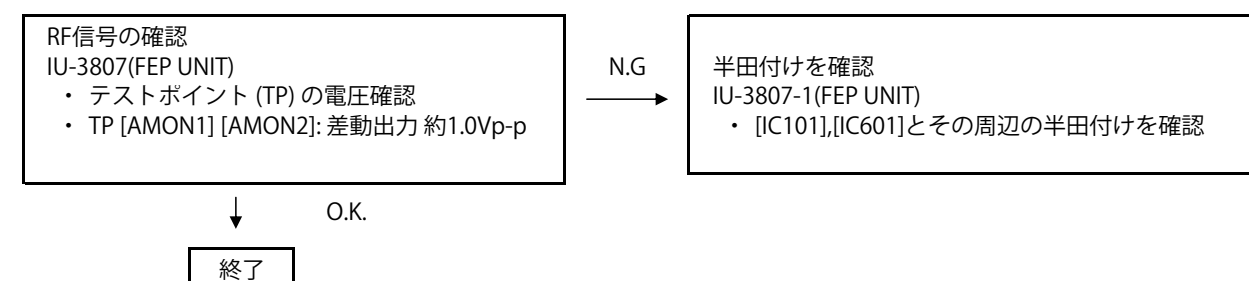 RF信号の確認
IU-3807(FEP UNIT)
・ テストポイント (TP) の電圧確認
・ TP [AMON1] [AMON2]: 差動出力 約1.0Vp-p
N.G
半田付けを確認
IU-3807-1(FEP UNIT)
・ [IC101],[IC601]とその周辺の半田付けを確認
O.K.
終了